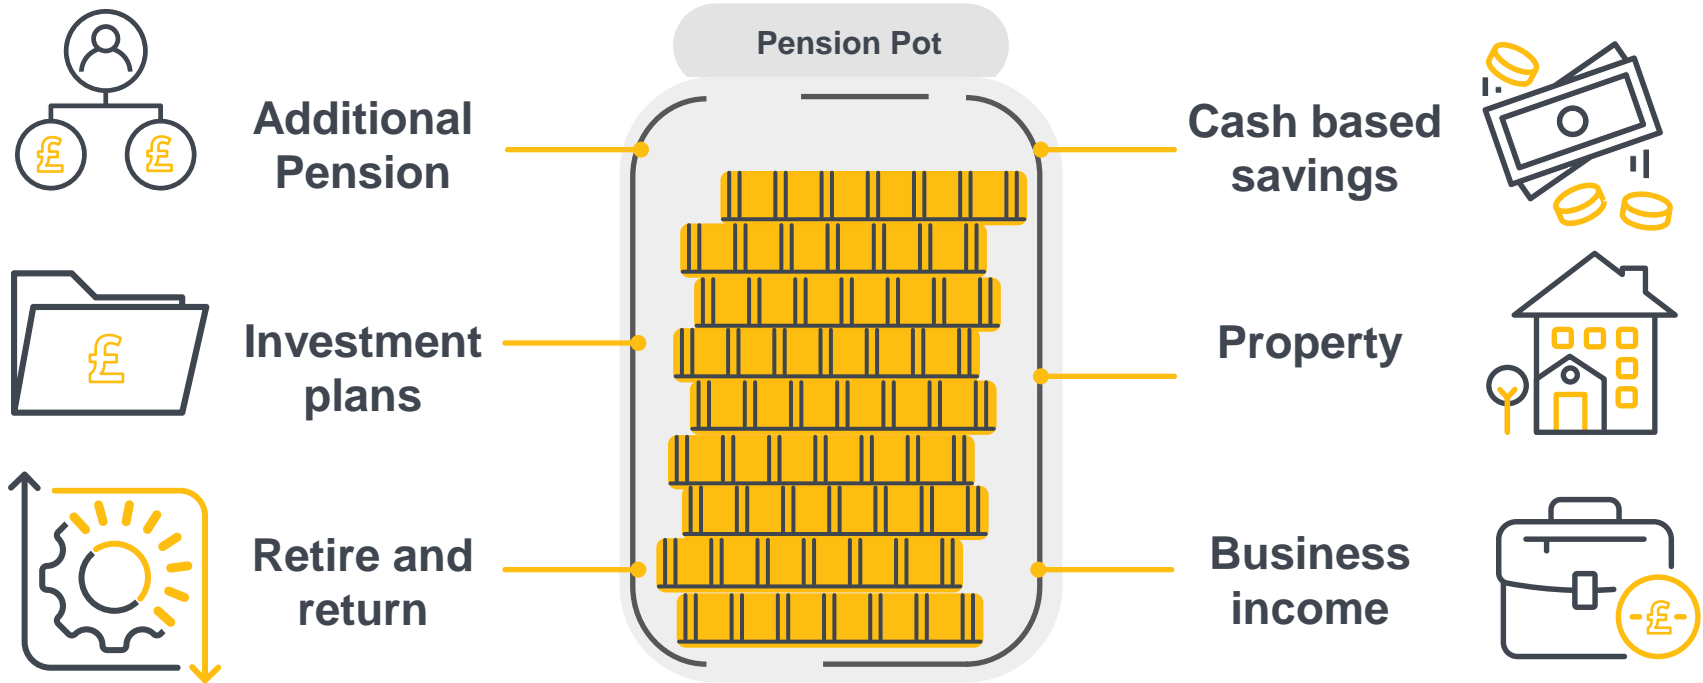 Pension Pot
Additional
Pension
Cash based
savings
£
£
Investment
plans
£
Property
Retire and
return
Business
income
£